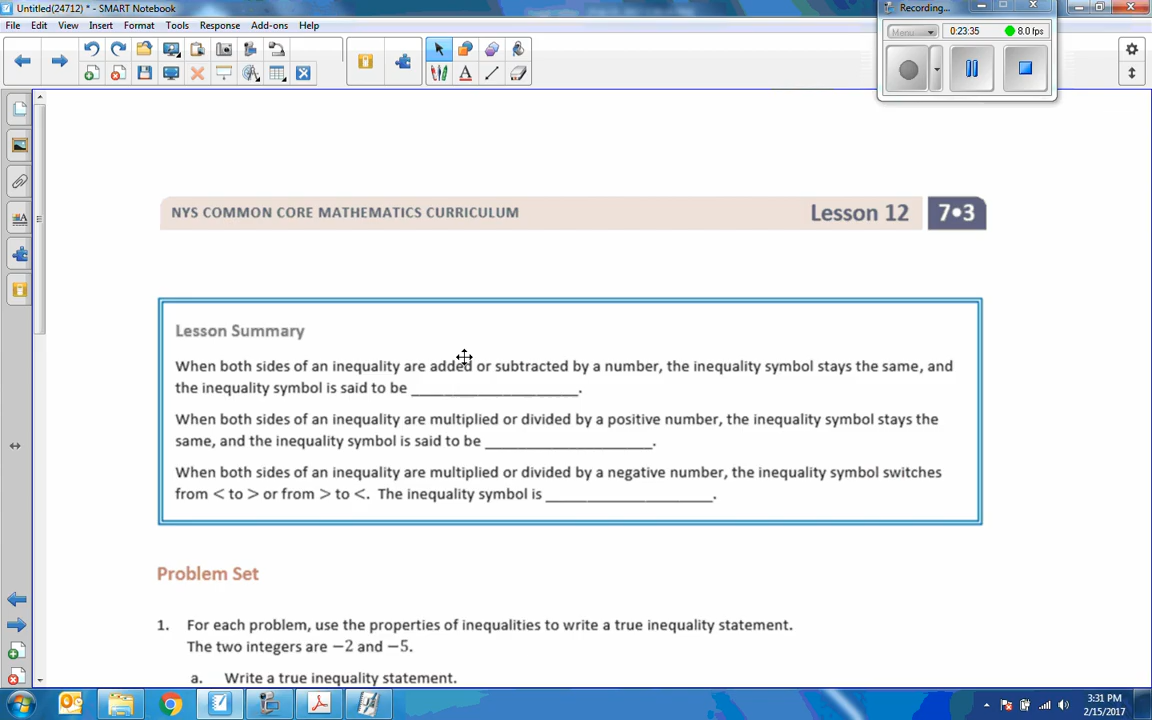 Untitled(24712) * - SMART Notebook
Recording...
File Edit View Insert Format Tools Response Add-ons Help
Menu 0:23:35 8.0 fps
NYS COMMON CORE MATHEMATICS CURRICULUM Lesson 12 7•3
Lesson Summary
When both sides of an inequality are added or subtracted by a number, the inequality symbol stays the same, and
the inequality symbol is said to be ____________________.
When both sides of an inequality are multiplied or divided by a positive number, the inequality symbol stays the
same, and the inequality symbol is said to be ____________________.
When both sides of an inequality are multiplied or divided by a negative number, the inequality symbol switches
from < to > or from > to <. The inequality symbol is ____________________.
Problem Set
1. For each problem, use the properties of inequalities to write a true inequality statement.
The two integers are −2 and −5.
a. Write a true inequality statement.
3:31 PM
2/15/2017